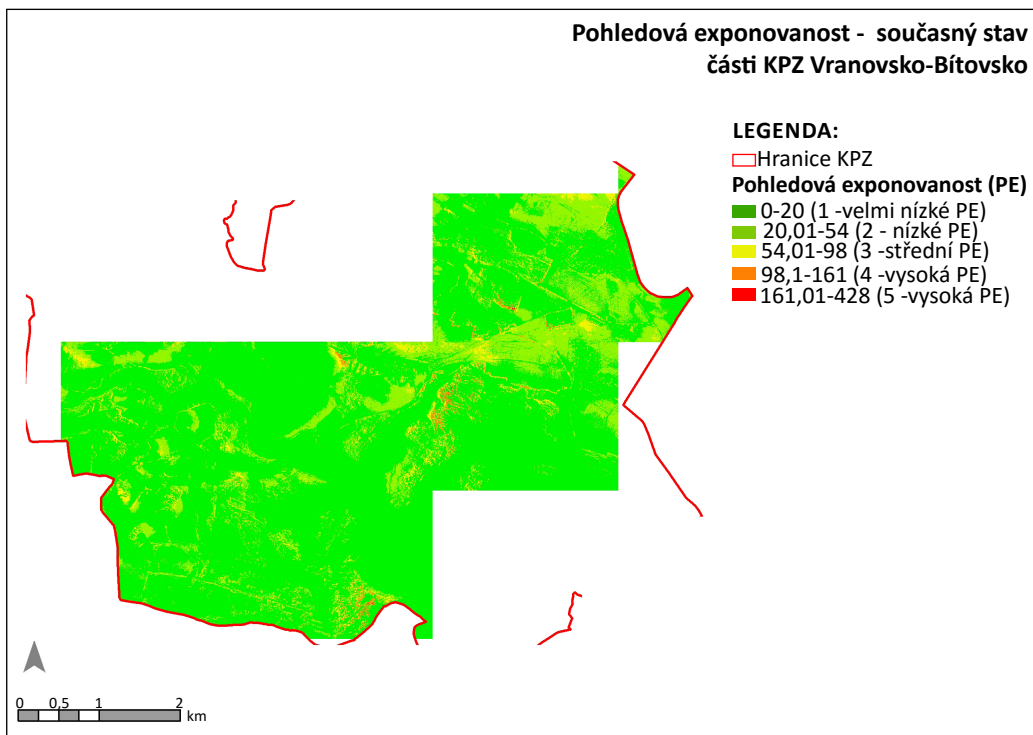 Pohledová exponovanost - současný stav
části KPZ Vranovsko-Bítovsko
LEGENDA:
Hranice KPZ
Pohledová exponovanost (PE)
0-20 (1 -velmi nízké PE)
20,01-54 (2 - nízké PE)
54,01-98 (3 -střední PE)
98,1-161 (4 -vysoká PE)
161,01-428 (5 -vysoká PE)
0 0,5 1 2
km